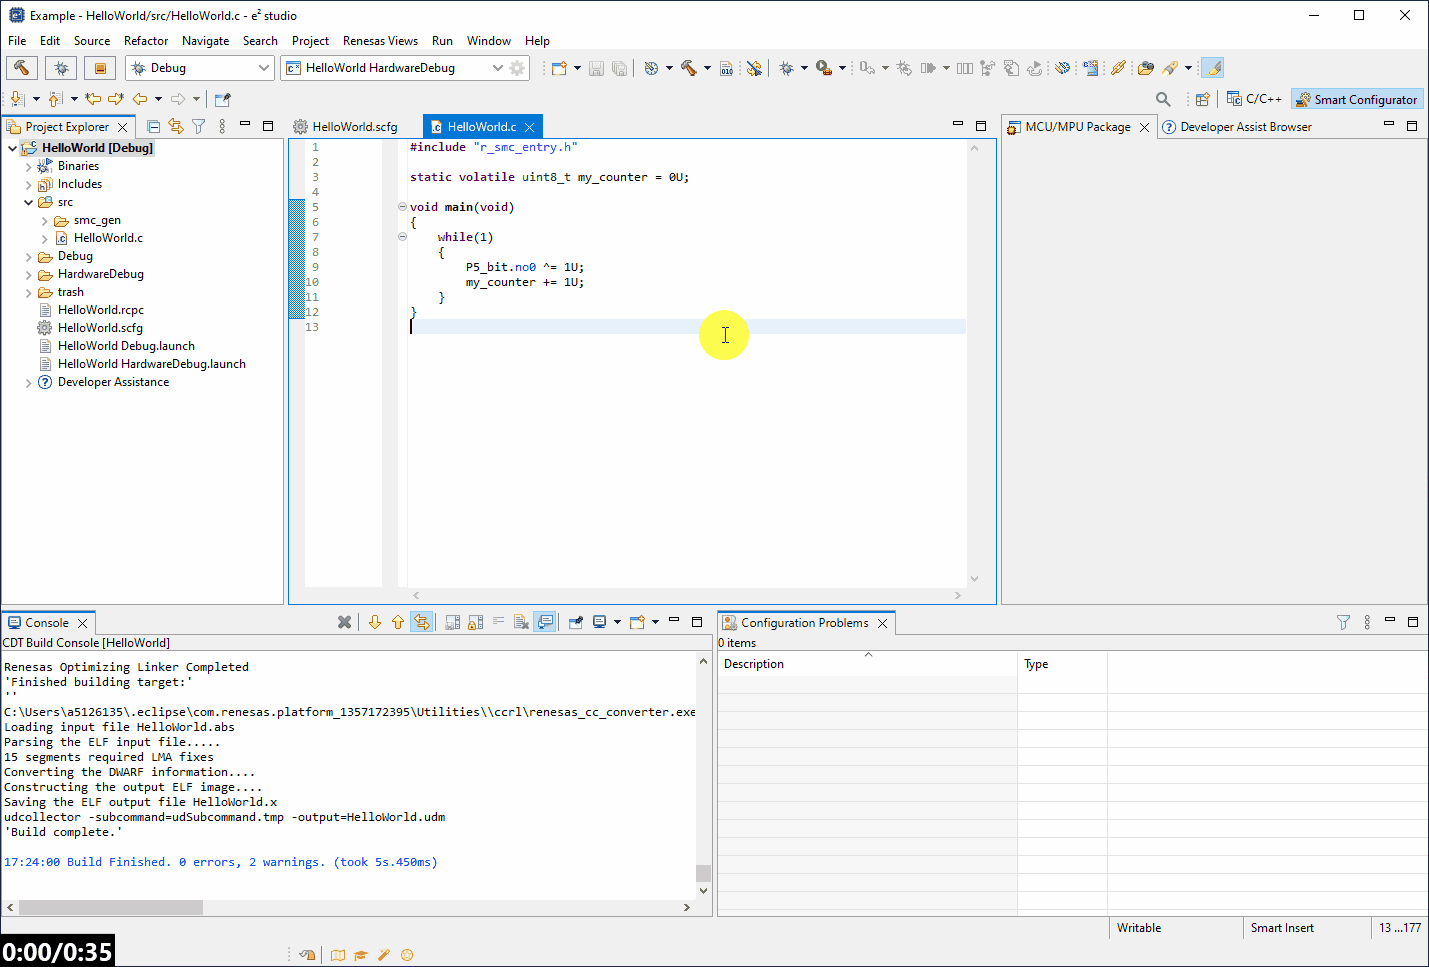 Example - HelloWorld/src/HelloWorld.c - e² studio
File Edit Source Refactor Navigate Search Project Renesas Views Run Window Help
Debug HelloWorld HardwareDebug
C/C++ Smart Configurator
Project Explorer
HelloWorld [Debug]
Binaries
Includes
src
smc_gen
HelloWorld.c
Debug
HardwareDebug
trash
HelloWorld.rcpc
HelloWorld.scfg
HelloWorld Debug.launch
HelloWorld HardwareDebug.launch
Developer Assistance
HelloWorld.scfg HelloWorld.c
1 #include "r_smc_entry.h"
2
3 static volatile uint8_t my_counter = 0U;
4
5 void main(void)
6 {
7 while(1)
8 {
9 P5_bit.no0 ^= 1U;
10 my_counter += 1U;
11 }
12 }
13
MCU/MPU Package Developer Assist Browser
Console
CDT Build Console [HelloWorld]
Renesas Optimizing Linker Completed
'Finished building target:'
' '
C:\Users\a5126135\.eclipse\com.renesas.platform_1357172395\Utilities\\ccrl\renesas_cc_converter.exe
Loading input file HelloWorld.abs
Parsing the ELF input file.....
15 segments required LMA fixes
Converting the DWARF information....
Constructing the output ELF image....
Saving the ELF output file HelloWorld.x
udcollector -subcommand=udSubcommand.tmp -output=HelloWorld.udm
'Build complete.'
17:24:00 Build Finished. 0 errors, 2 warnings. (took 5s.450ms)
Configuration Problems
0 items
Description Type
Writable Smart Insert 13 ...177
0:00/0:35